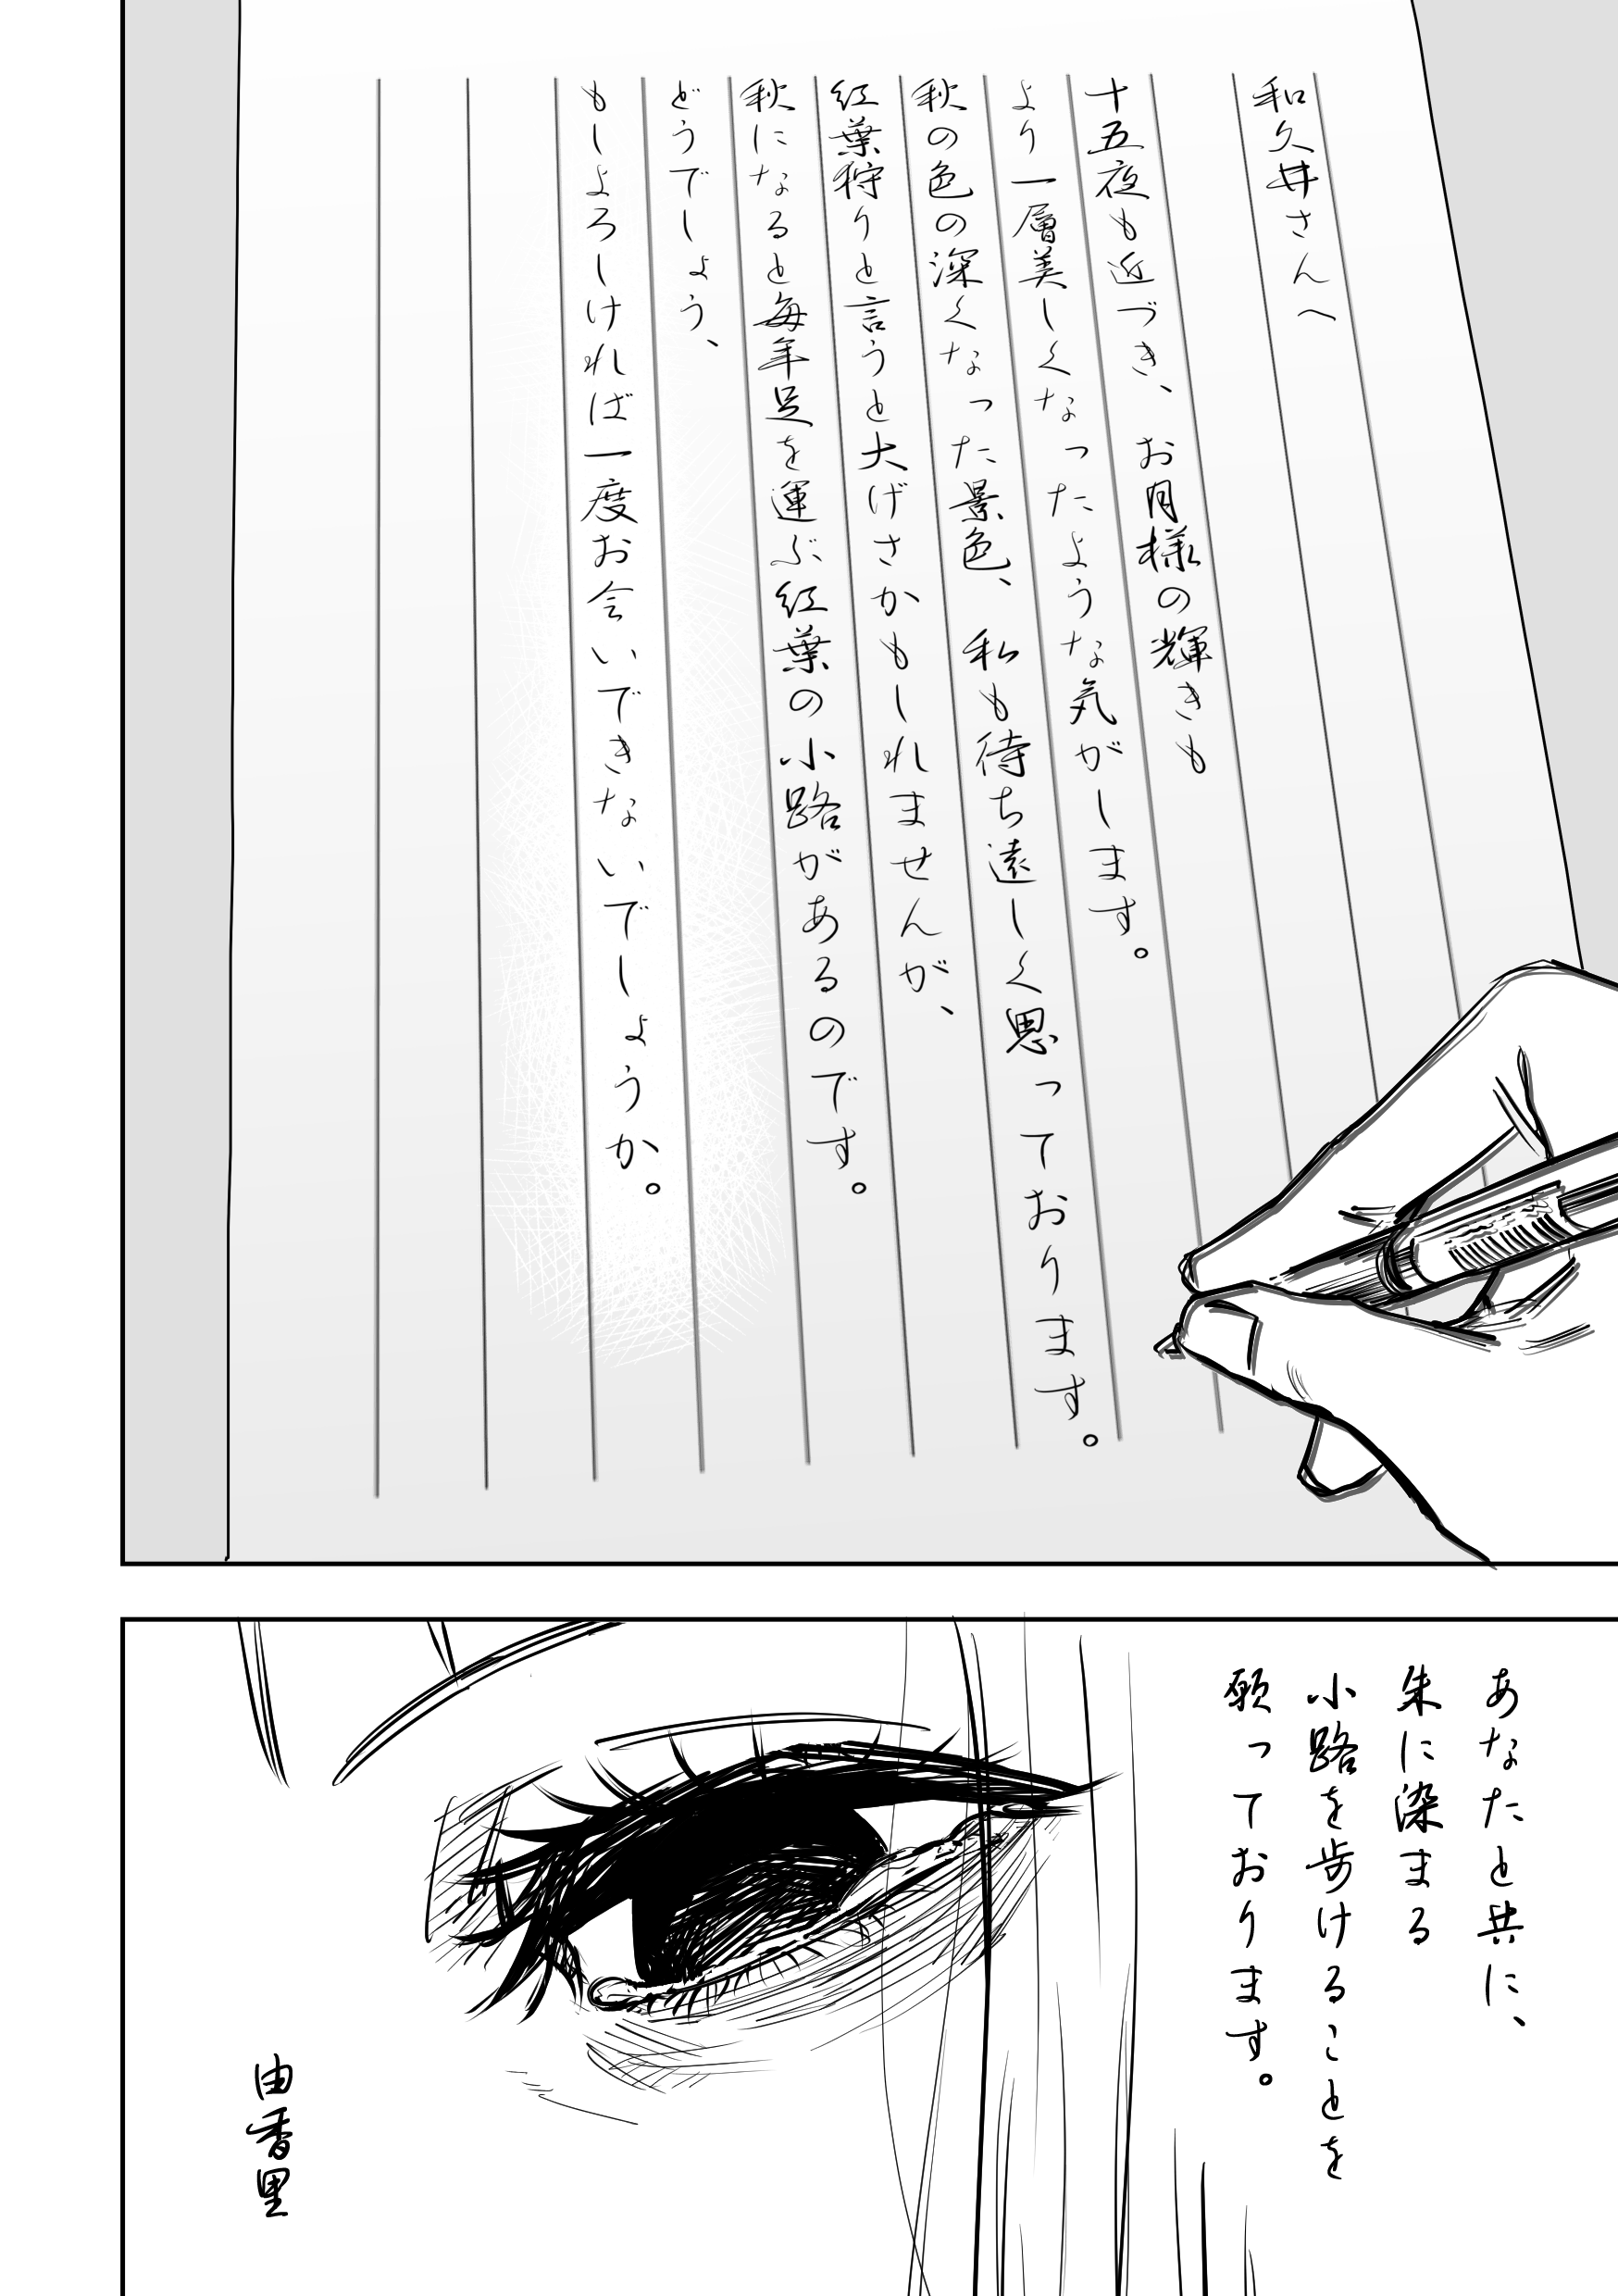 和久井さんへ
十五夜も近づき、お月様の輝きも
より一層美しくなったような気がします。
秋の色の深くなった景色、私も待ち遠しく思っております。
紅葉狩りと言うと大げさかもしれませんが、
秋になると毎年足を運ぶ紅葉の小路があるのです。
どうでしょう、
もしよろしければ一度お会いできないでしょうか。
あなたと共に、
朱に染まる
小路を歩けることを
願っております。
由香里